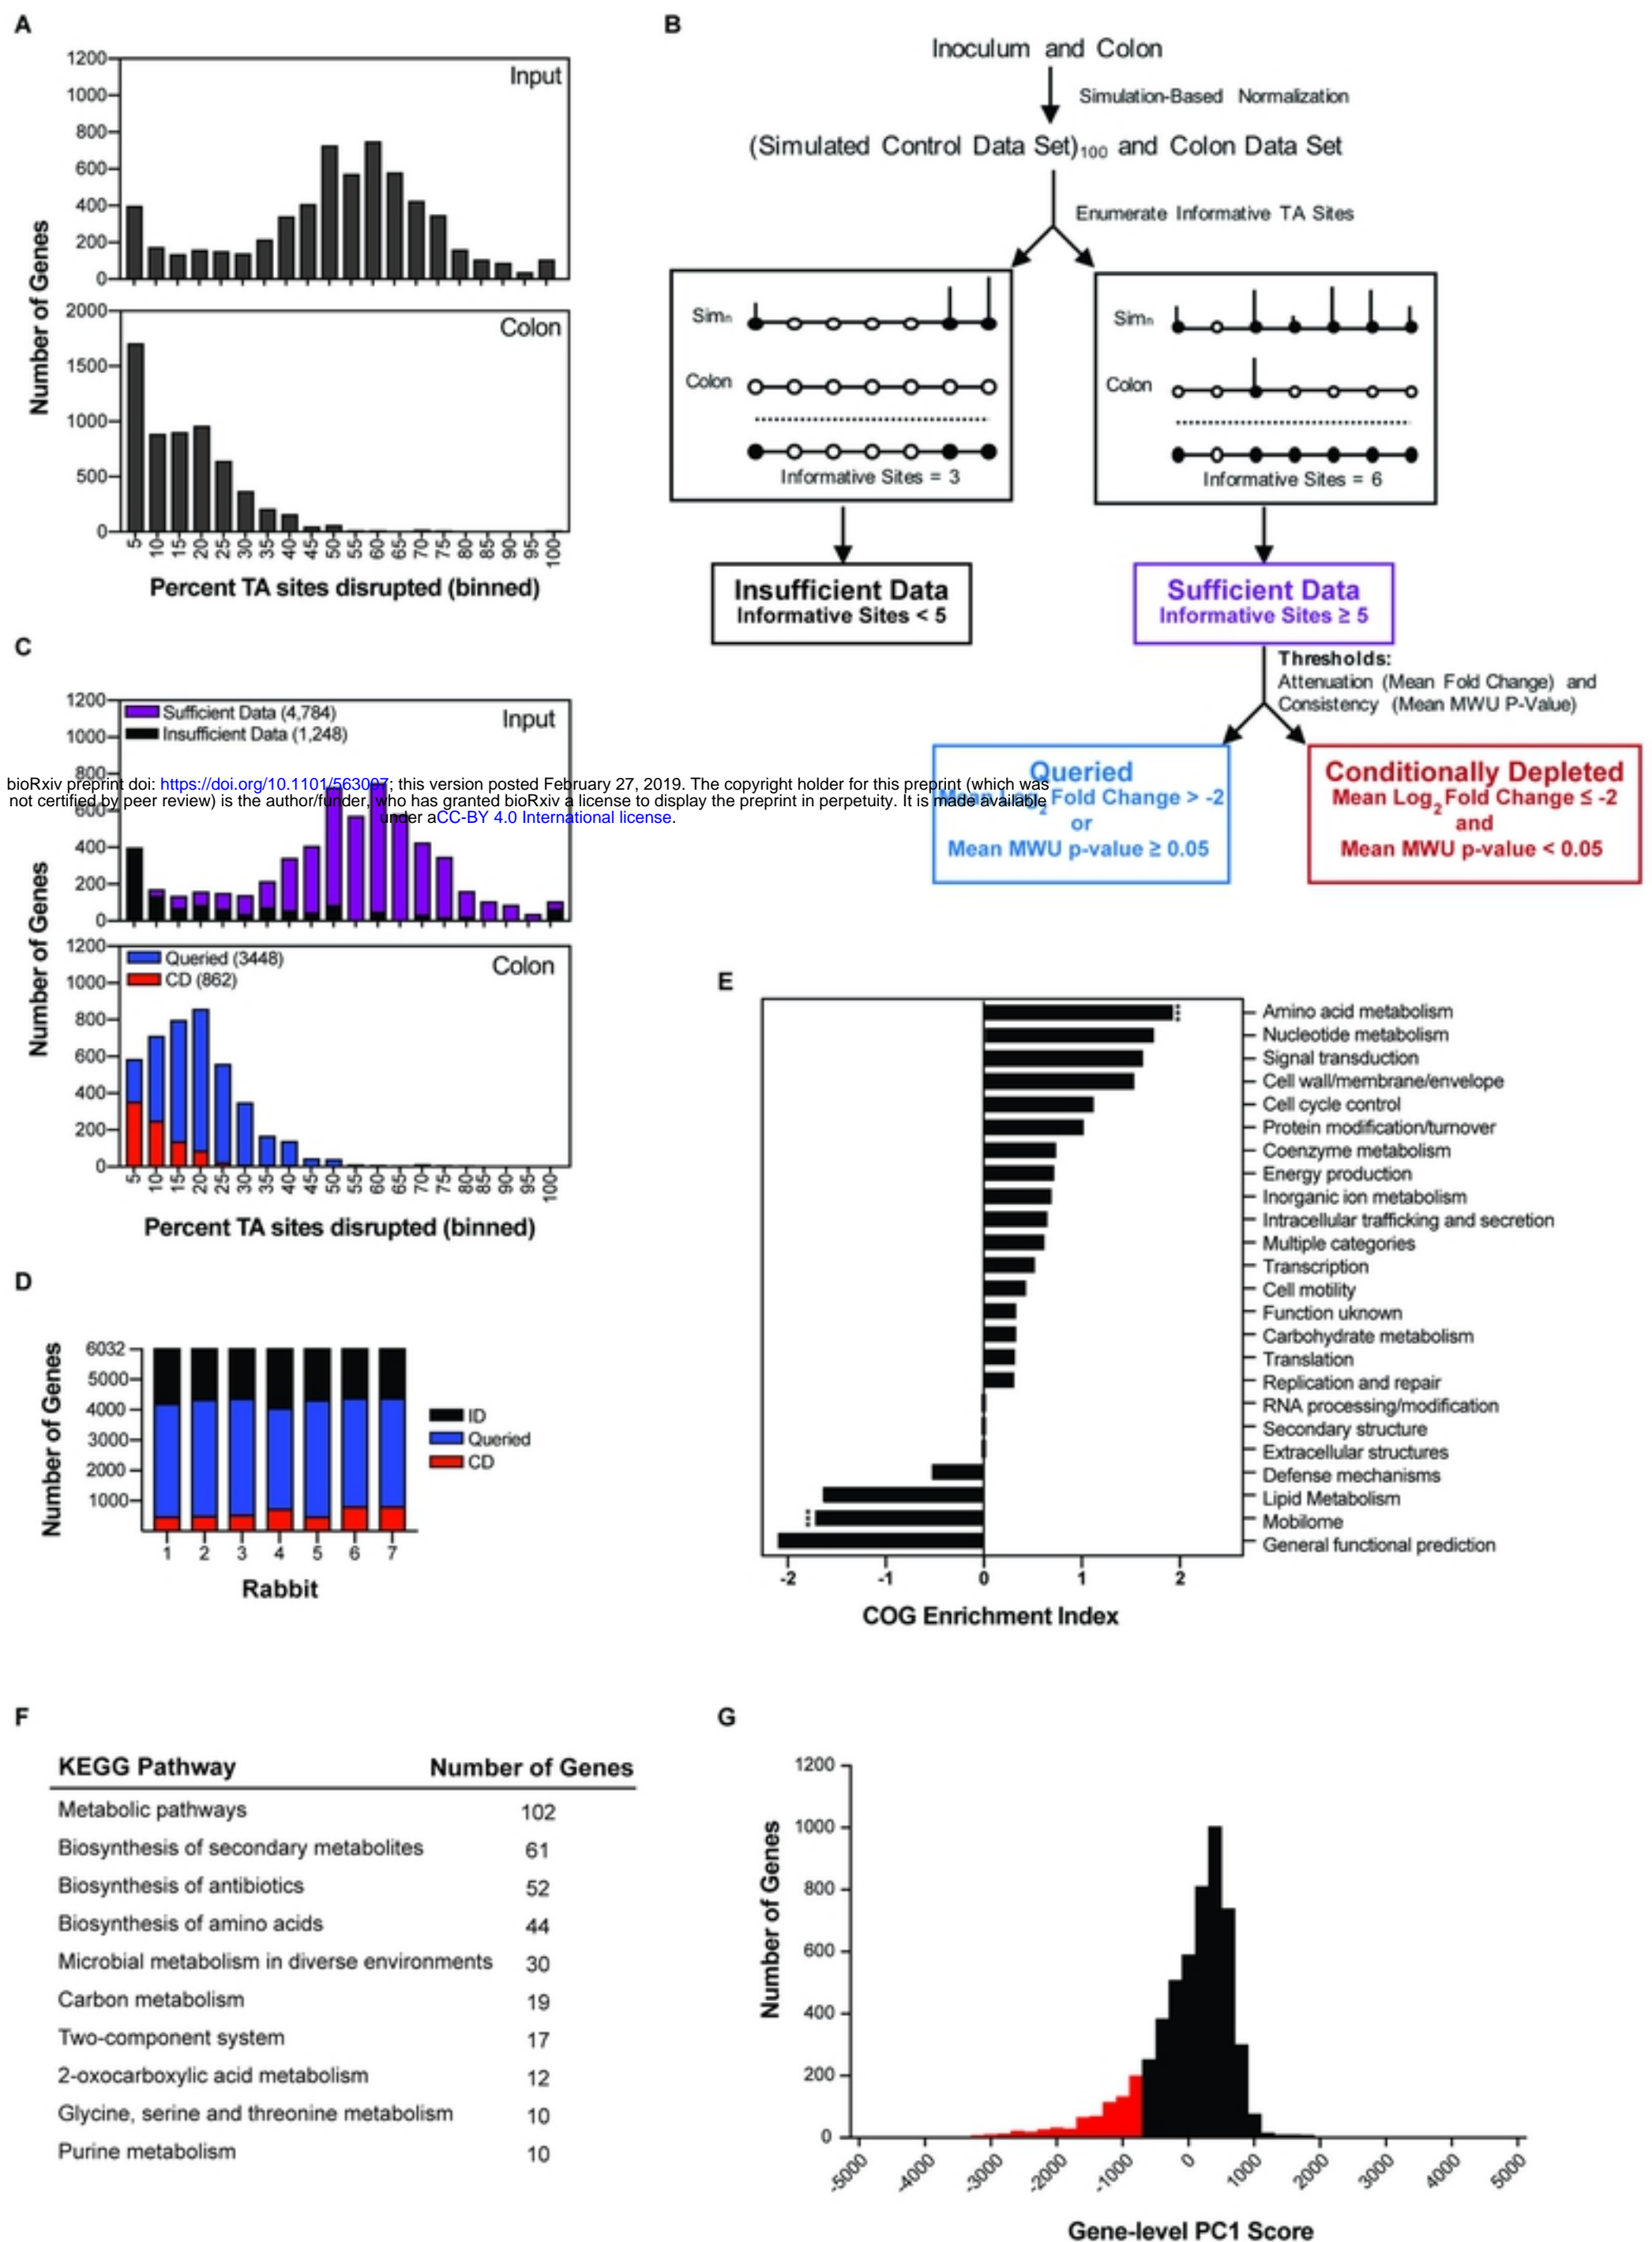 A
1200
1000
800
600
400
200
0
Input
2000
1500
1000
500
0
Colon
Number of Genes
5 10 15 20 25 30 35 40 45 50 55 60 65 70 75 80 85 90 95 100
Percent TA sites disrupted (binned)
B
Inoculum and Colon
Simulation-Based Normalization
(Simulated Control Data Set)100 and Colon Data Set
Enumerate Informative TA Sites
Simn
Colon
Informative Sites = 3
Simn
Colon
Informative Sites = 6
Insufficient Data
Informative Sites < 5
Sufficient Data
Informative Sites ≥ 5
Thresholds:
Attenuation (Mean Fold Change) and
Consistency (Mean MWU P-Value)
Queried
Mean Log2 Fold Change > -2
or
Mean MWU p-value ≥ 0.05
Conditionally Depleted
Mean Log2 Fold Change ≤ -2
and
Mean MWU p-value < 0.05
bioRxiv preprint doi: https://doi.org/10.1101/563007; this version posted February 27, 2019. The copyright holder for this preprint (which was
not certified by peer review) is the author/funder, who has granted bioRxiv a license to display the preprint in perpetuity. It is made available
under aCC-BY 4.0 International license.
C
1200
1000
800
600
400
200
0
Sufficient Data (4,784)
Insufficient Data (1,248)
Input
1200
1000
800
600
400
200
0
Queried (3448)
CD (862)
Colon
Number of Genes
5 10 15 20 25 30 35 40 45 50 55 60 65 70 75 80 85 90 95 100
Percent TA sites disrupted (binned)
D
6032
5000
4000
3000
2000
1000
Number of Genes
1 2 3 4 5 6 7
Rabbit
ID
Queried
CD
E
Amino acid metabolism
Nucleotide metabolism
Signal transduction
Cell wall/membrane/envelope
Cell cycle control
Protein modification/turnover
Coenzyme metabolism
Energy production
Inorganic ion metabolism
Intracellular trafficking and secretion
Multiple categories
Transcription
Cell motility
Function uknown
Carbohydrate metabolism
Translation
Replication and repair
RNA processing/modification
Secondary structure
Extracellular structures
Defense mechanisms
Lipid Metabolism
Mobilome
General functional prediction
-2 -1 0 1 2
COG Enrichment Index
F
KEGG Pathway Number of Genes
Metabolic pathways 102
Biosynthesis of secondary metabolites 61
Biosynthesis of antibiotics 52
Biosynthesis of amino acids 44
Microbial metabolism in diverse environments 30
Carbon metabolism 19
Two-component system 17
2-oxocarboxylic acid metabolism 12
Glycine, serine and threonine metabolism 10
Purine metabolism 10
G
1200
1000
800
600
400
200
0
Number of Genes
-5000 -4000 -3000 -2000 -1000 0 1000 2000 3000 4000 5000
Gene-level PC1 Score